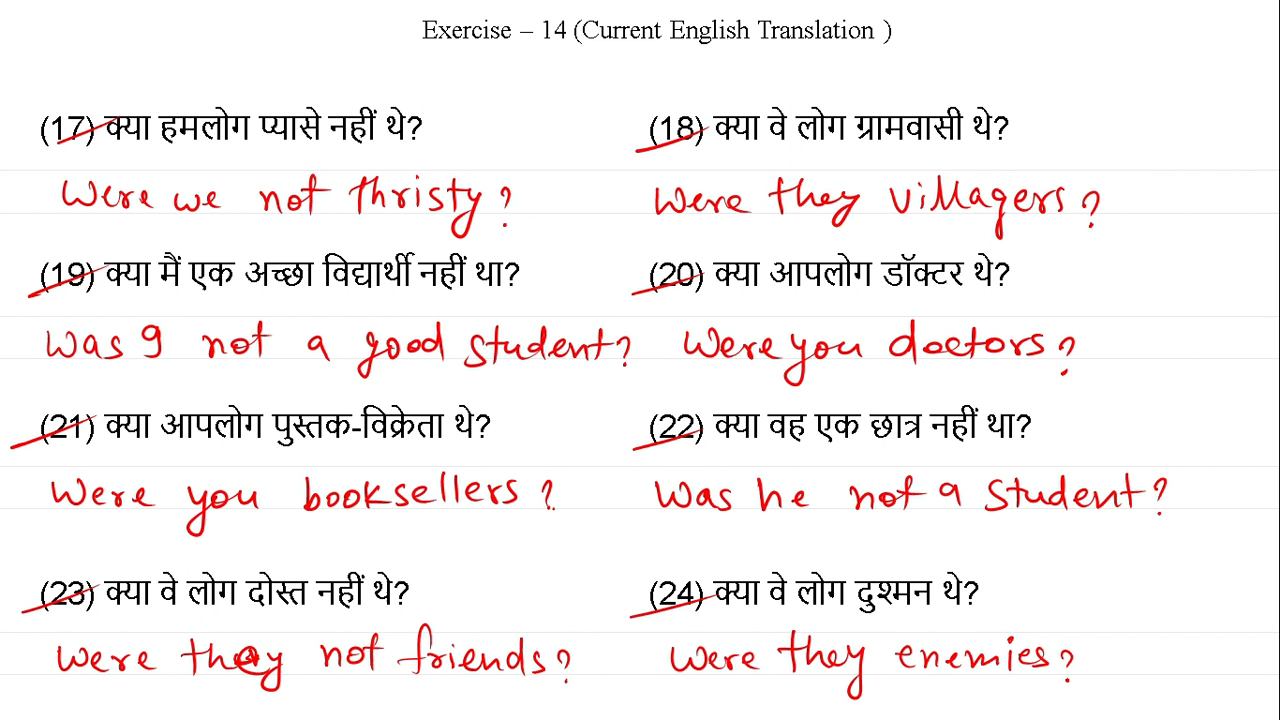 Exercise – 14 (Current English Translation )
(17) क्या हमलोग प्यासे नहीं थे?
Were we not thristy?
(18) क्या वे लोग ग्रामवासी थे?
Were they villagers?
(19) क्या मैं एक अच्छा विद्यार्थी नहीं था?
Was I not a good student?
(20) क्या आपलोग डॉक्टर थे?
Were you doctors?
(21) क्या आपलोग पुस्तक-विक्रेता थे?
Were you booksellers?
(22) क्या वह एक छात्र नहीं था?
Was he not a student?
(23) क्या वे लोग दोस्त नहीं थे?
Were they not friends?
(24) क्या वे लोग दुश्मन थे?
Were they enemies?